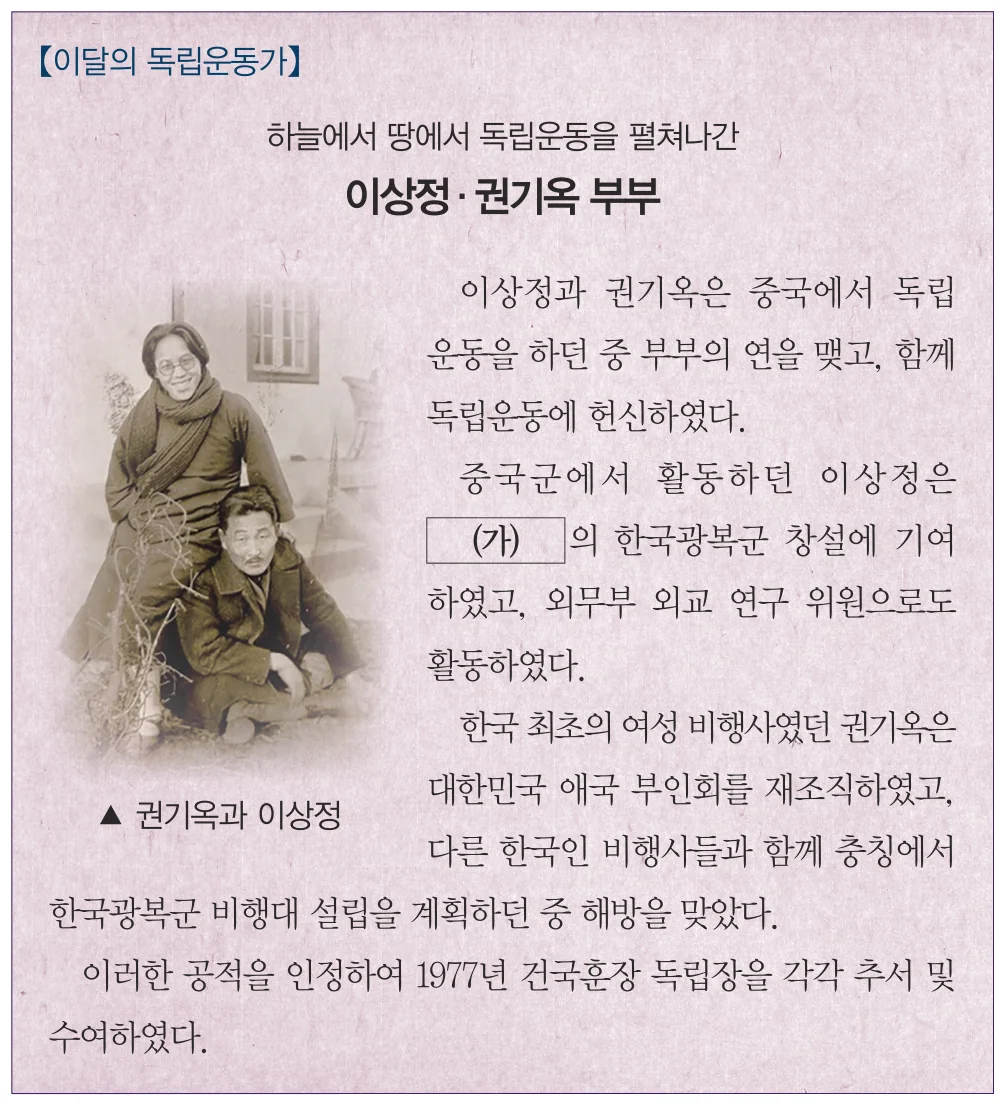 【이달의 독립운동가】
하늘에서 땅에서 독립운동을 펼쳐나간
이상정·권기옥 부부
이상정과 권기옥은 중국에서 독립
운동을 하던 중 부부의 연을 맺고, 함께
독립운동에 헌신하였다.
중국군에서 활동하던 이상정은
(가) 의 한국광복군 창설에 기여
하였고, 외무부 외교 연구 위원으로도
활동하였다.
한국 최초의 여성 비행사였던 권기옥은
대한민국 애국 부인회를 재조직하였고,
다른 한국인 비행사들과 함께 충칭에서
▲ 권기옥과 이상정
한국광복군 비행대 설립을 계획하던 중 해방을 맞았다.
이러한 공적을 인정하여 1977년 건국훈장 독립장을 각각 추서 및
수여하였다.